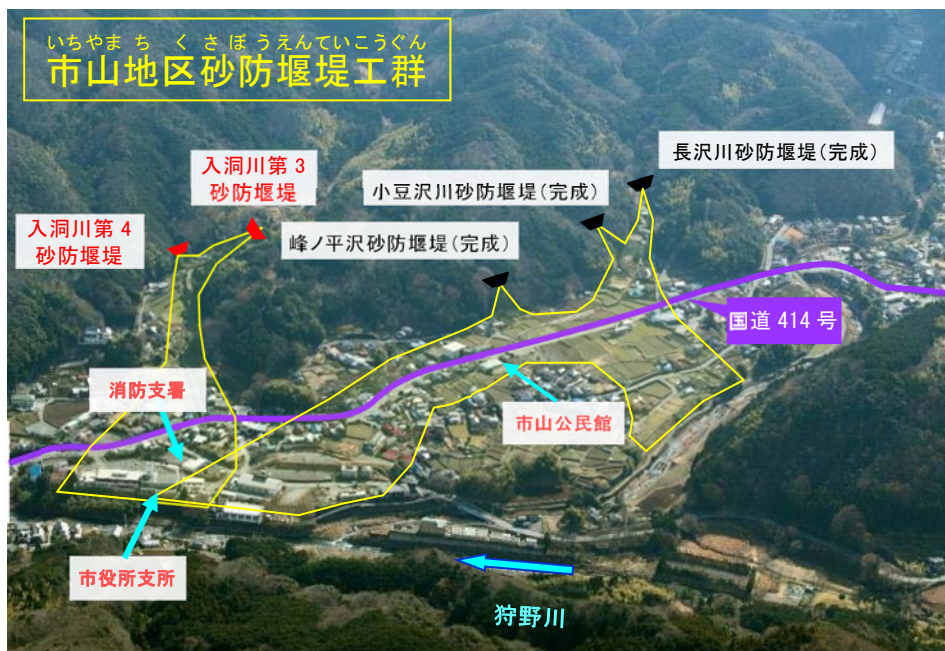 いちやまちくさぼうえんていこうぐん
市山地区砂防堰堤工群
長沢川砂防堰堤(完成)
入洞川第3
砂防堰堤
小豆沢川砂防堰堤(完成)
入洞川第4
砂防堰堤
峰ノ平沢砂防堰堤(完成)
国道414号
消防支署
市山公民館
市役所支所
狩野川